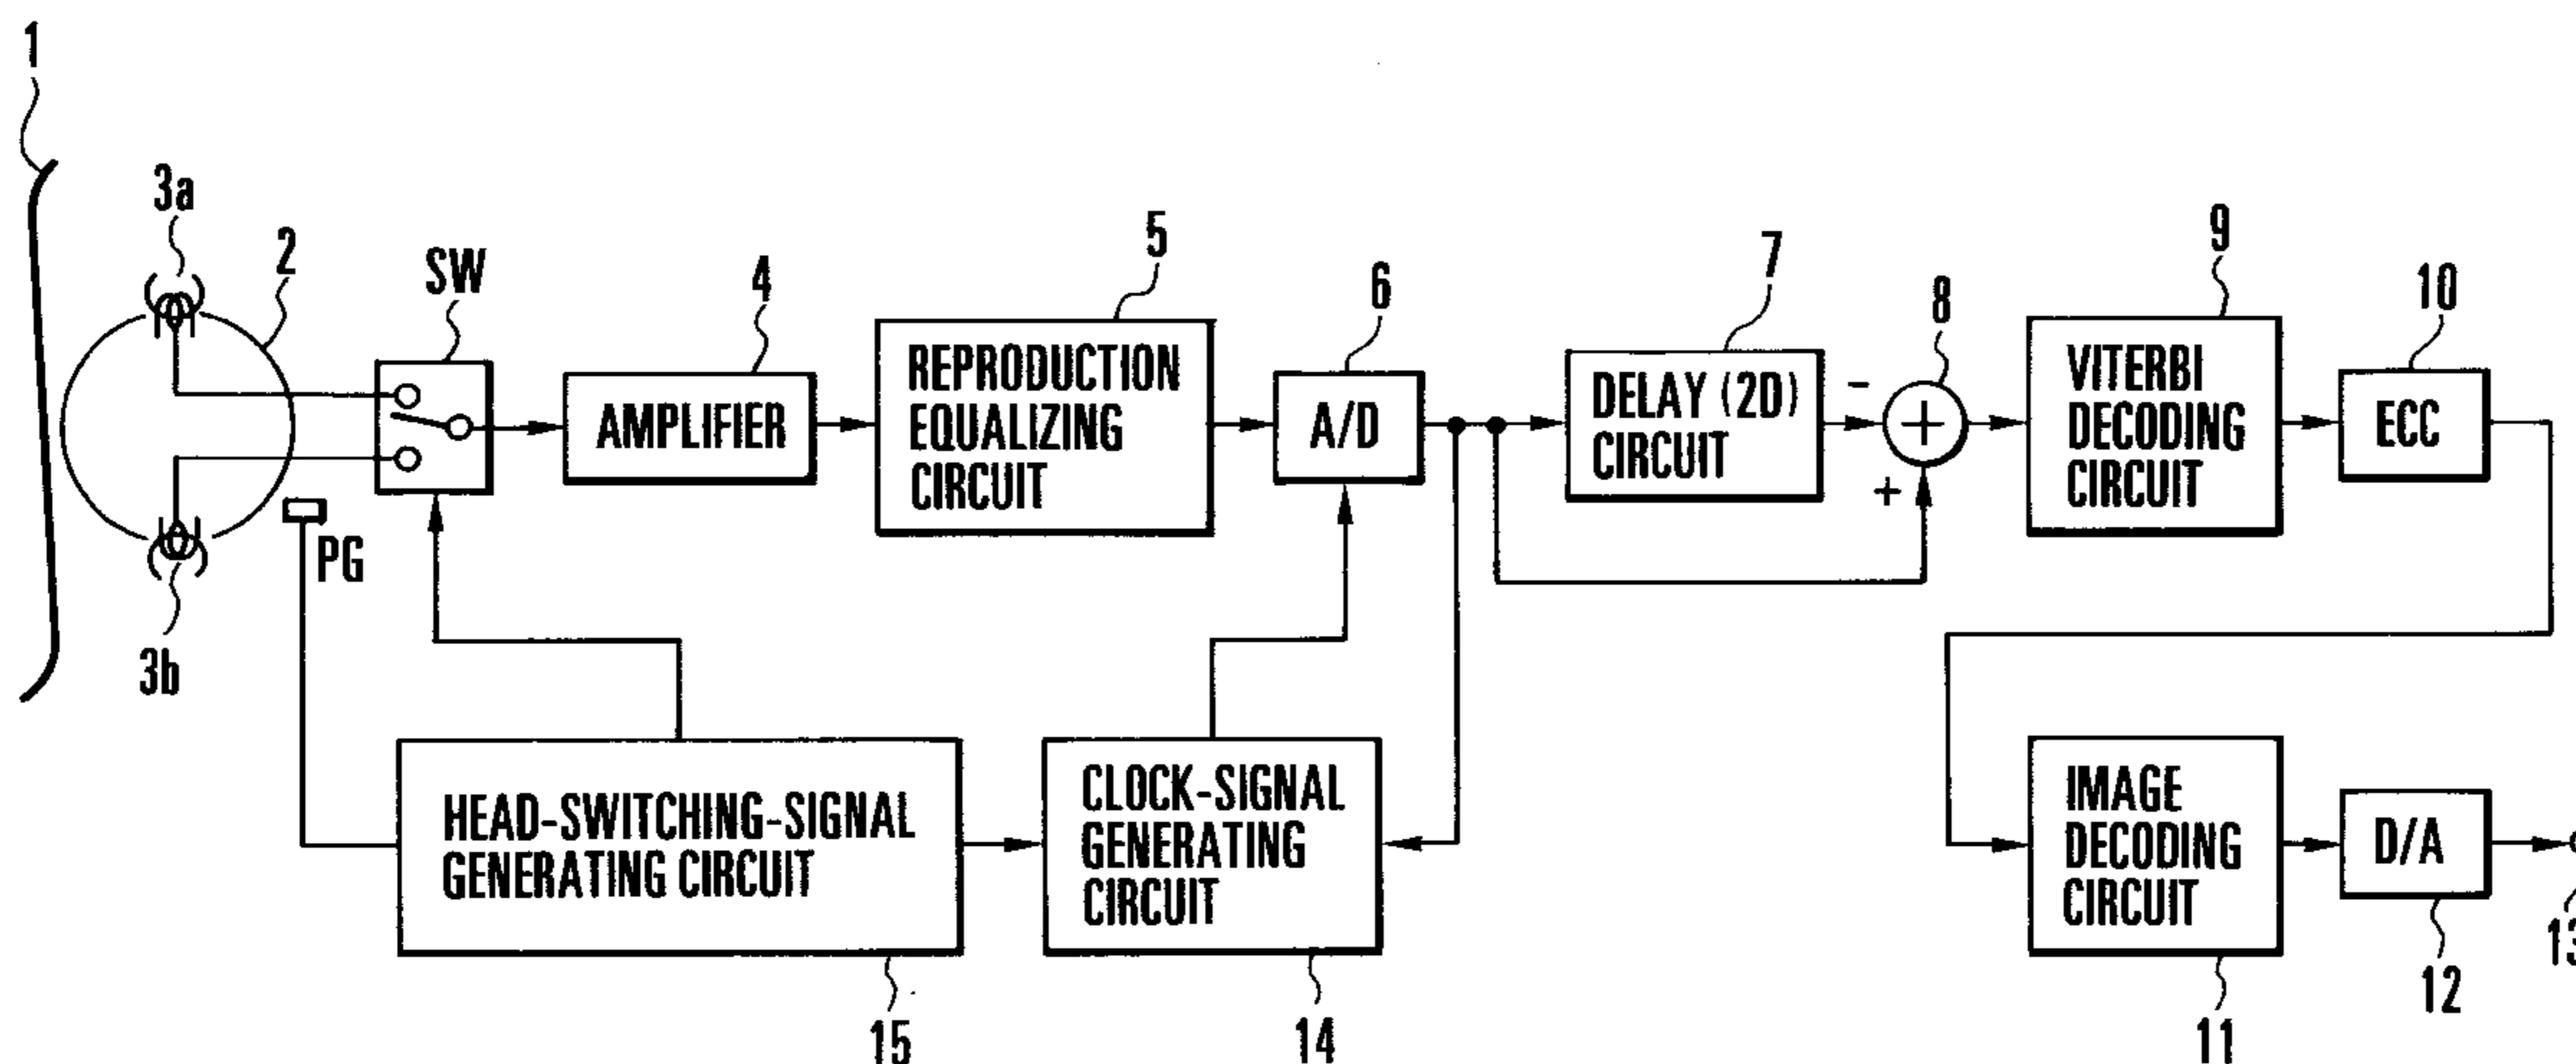 1
3a
2
SW
4
5
6
7
8
9
10
AMPLIFIER
REPRODUCTION
EQUALIZING
CIRCUIT
A/D
DELAY (2D)
CIRCUIT
−
+
+
VITERBI
DECODING
CIRCUIT
ECC
PG
3b
HEAD-SWITCHING-SIGNAL
GENERATING CIRCUIT
CLOCK-SIGNAL
GENERATING
CIRCUIT
IMAGE
DECODING
CIRCUIT
D/A
13
12
15
14
11